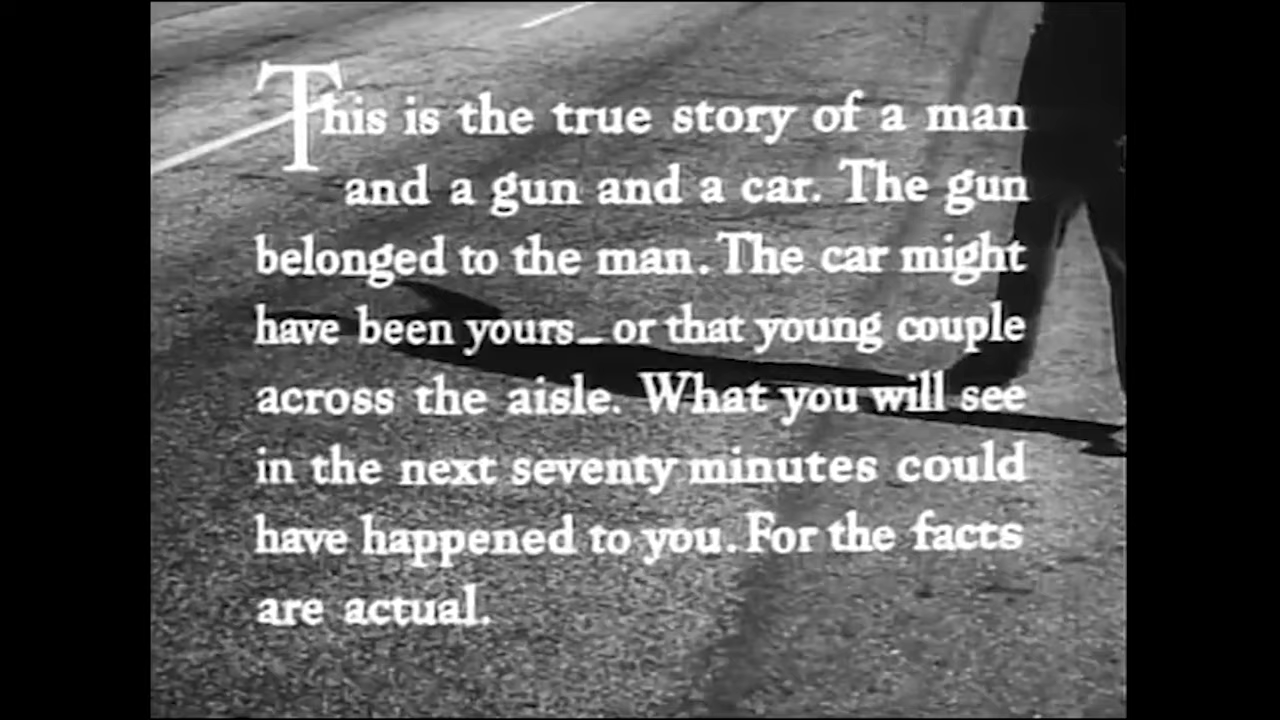 This is the true story of a man
and a gun and a car. The gun
belonged to the man. The car might
have been yours_ or that young couple
across the aisle. What you will see
in the next seventy minutes could
have happened to you. For the facts
are actual.